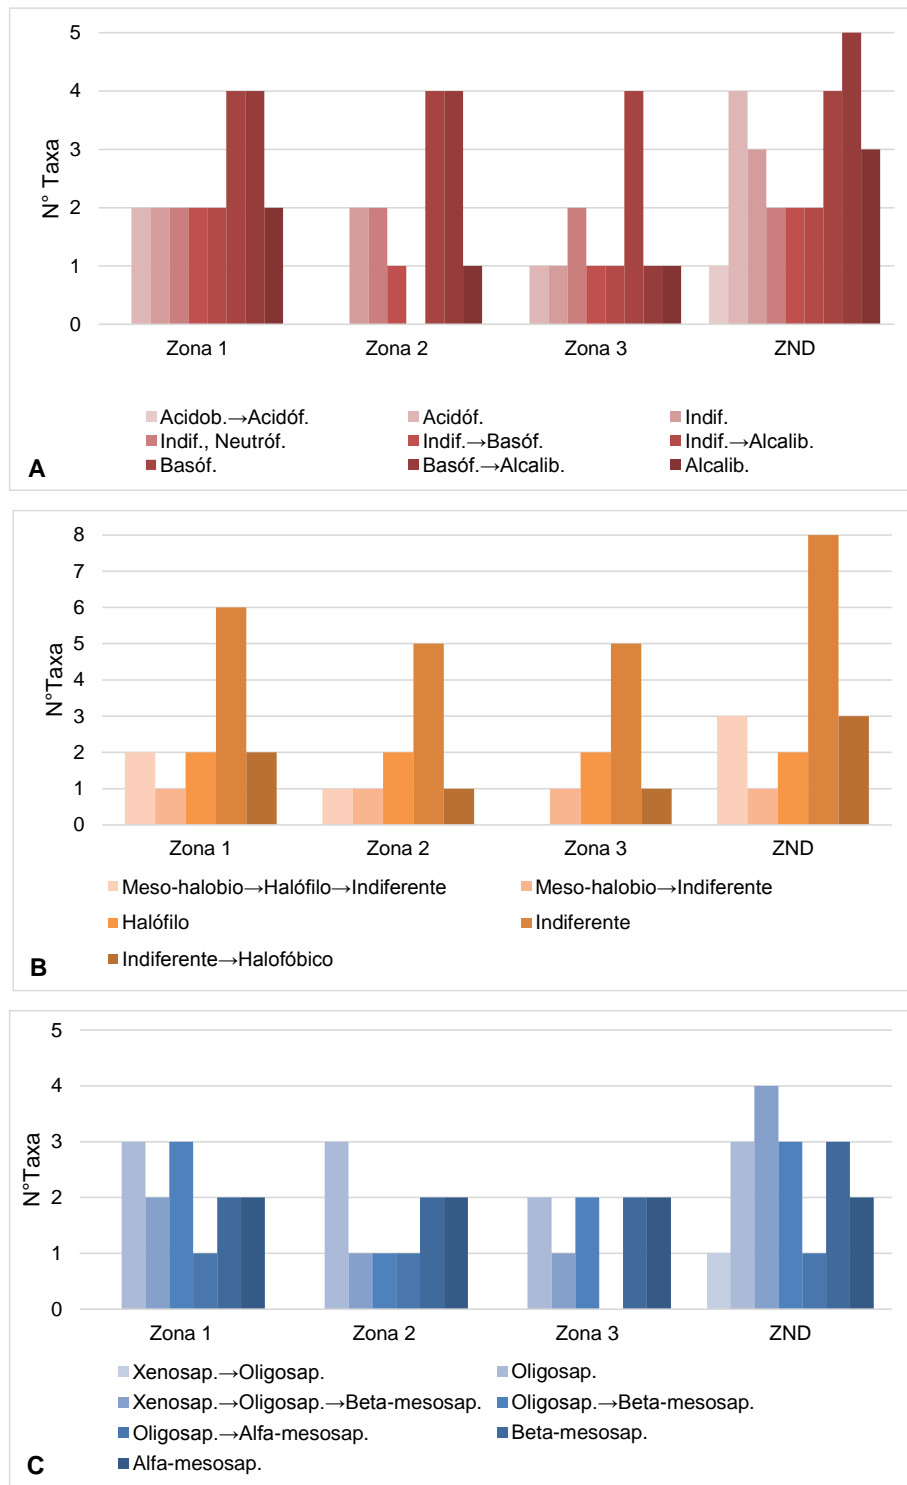 5
4
3
2
1
0
N° Taxa
Zona 1 Zona 2 Zona 3 ZND
Acidob.→Acidóf. Acidóf. Indif.
Indif., Neutróf. Indif.→Basóf. Indif.→Alcalib.
Basóf. Basóf.→Alcalib. Alcalib.
A
8
7
6
5
4
3
2
1
0
N°Taxa
Zona 1 Zona 2 Zona 3 ZND
Meso-halobio→Halófilo→Indiferente Meso-halobio→Indiferente
Halófilo Indiferente
Indiferente→Halofóbico
B
5
4
3
2
1
0
N°Taxa
Zona 1 Zona 2 Zona 3 ZND
Xenosap.→Oligosap. Oligosap.
Xenosap.→Oligosap.→Beta-mesosap. Oligosap.→Beta-mesosap.
Oligosap.→Alfa-mesosap. Beta-mesosap.
Alfa-mesosap.
C